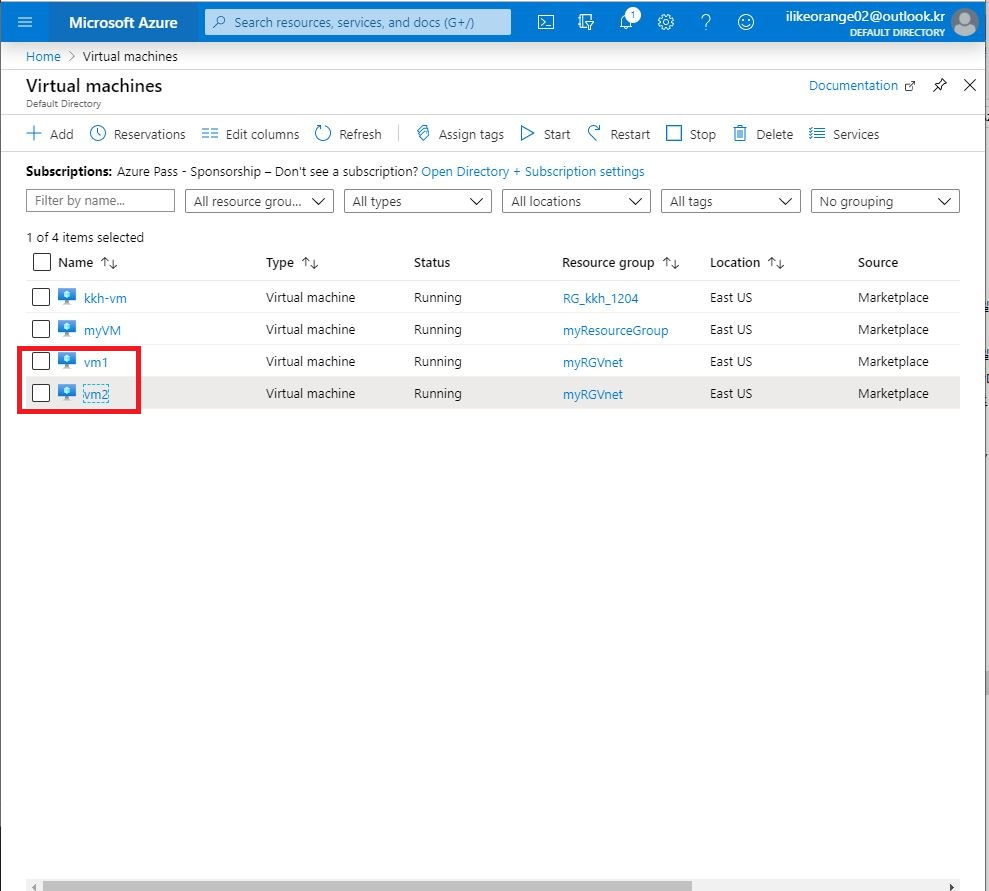 Microsoft Azure
Search resources, services, and docs (G+/)
1
ilikeorange02@outlook.kr
DEFAULT DIRECTORY
Home > Virtual machines
Virtual machines
Default Directory
Documentation
Add Reservations Edit columns Refresh Assign tags Start Restart Stop Delete Services
Subscriptions: Azure Pass - Sponsorship – Don't see a subscription? Open Directory + Subscription settings
Filter by name... All resource grou... All types All locations All tags No grouping
1 of 4 items selected
Name ↑↓ Type ↑↓ Status Resource group ↑↓ Location ↑↓ Source
kkh-vm Virtual machine Running RG_kkh_1204 East US Marketplace
myVM Virtual machine Running myResourceGroup East US Marketplace
vm1 Virtual machine Running myRGVnet East US Marketplace
vm2 Virtual machine Running myRGVnet East US Marketplace